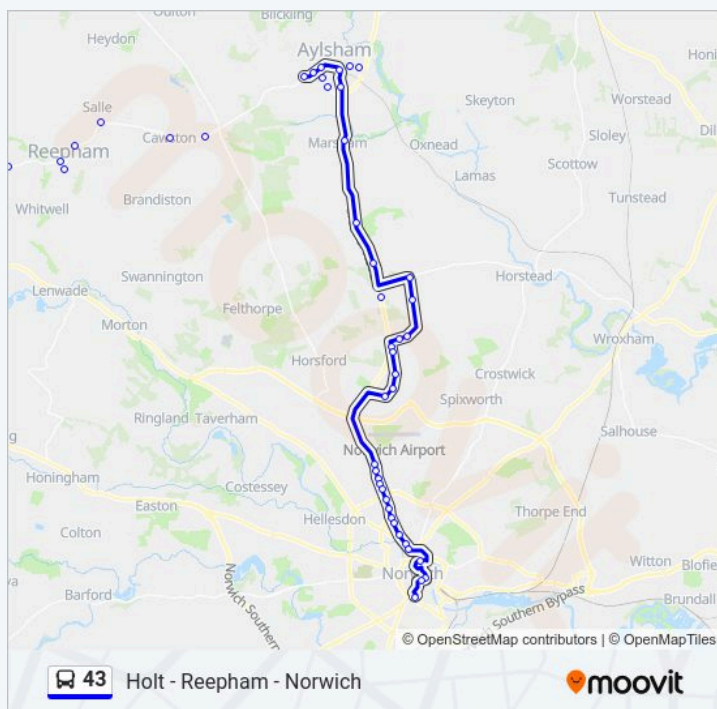 Blickling
Oulton
Heydon
Aylsham
Honi
Skeyton
Worstead
Salle
Cawston
Marsham
Oxnead
Sloley
Dil
Reepham
Scottow
Lamas
Whitwell
Brandiston
Tunstead
Swannington
Horstead
Lenwade
Felthorpe
Morton
Wroxham
Horsford
Crostwick
Ringland
Taverham
Spixworth
Salhouse
Norwich Airport
Honingham
Costessey
Easton
Hellesdon
Thorpe End
Colton
Norwich
Witton
Blofie
Barford
Brundall
Norwich Southern
Southern Bypass
© OpenStreetMap contributors | © OpenMapTiles
43 Holt - Reepham - Norwich
moovit